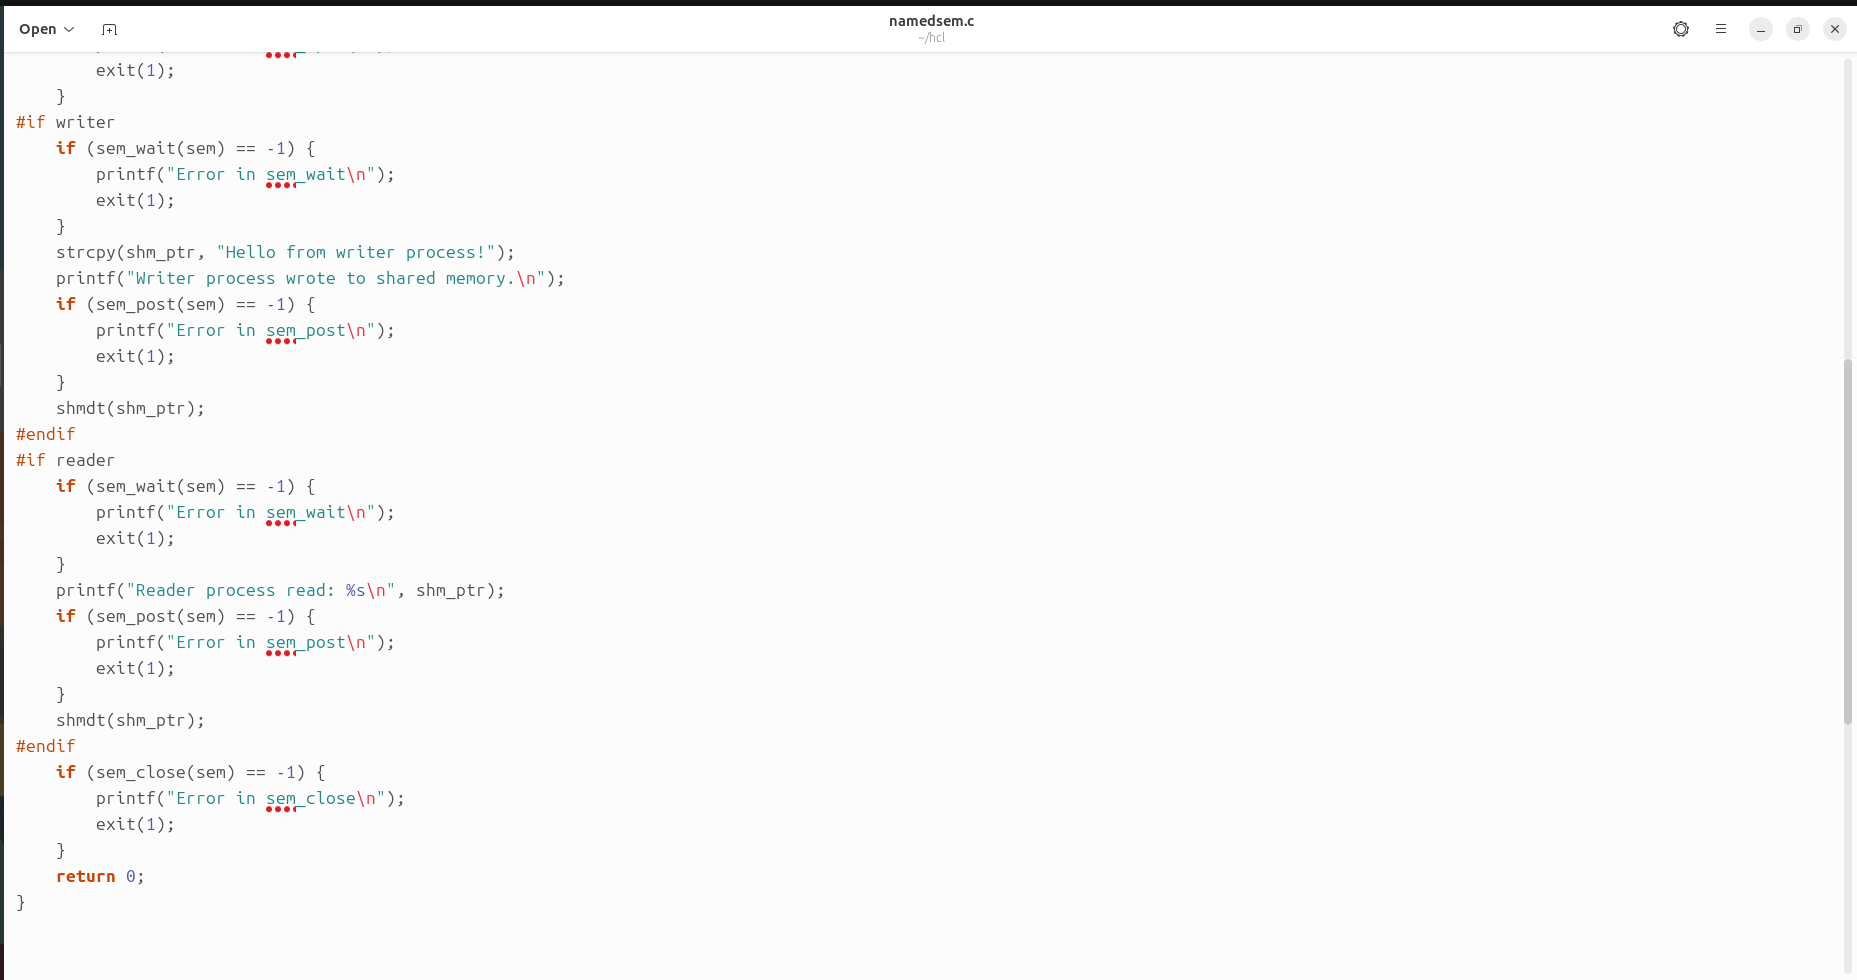 Open
namedsem.c
~/hcl
        exit(1);
    }
#if writer
    if (sem_wait(sem) == -1) {
        printf("Error in sem_wait\n");
        exit(1);
    }
    strcpy(shm_ptr, "Hello from writer process!");
    printf("Writer process wrote to shared memory.\n");
    if (sem_post(sem) == -1) {
        printf("Error in sem_post\n");
        exit(1);
    }
    shmdt(shm_ptr);
#endif
#if reader
    if (sem_wait(sem) == -1) {
        printf("Error in sem_wait\n");
        exit(1);
    }
    printf("Reader process read: %s\n", shm_ptr);
    if (sem_post(sem) == -1) {
        printf("Error in sem_post\n");
        exit(1);
    }
    shmdt(shm_ptr);
#endif
    if (sem_close(sem) == -1) {
        printf("Error in sem_close\n");
        exit(1);
    }
    return 0;
}